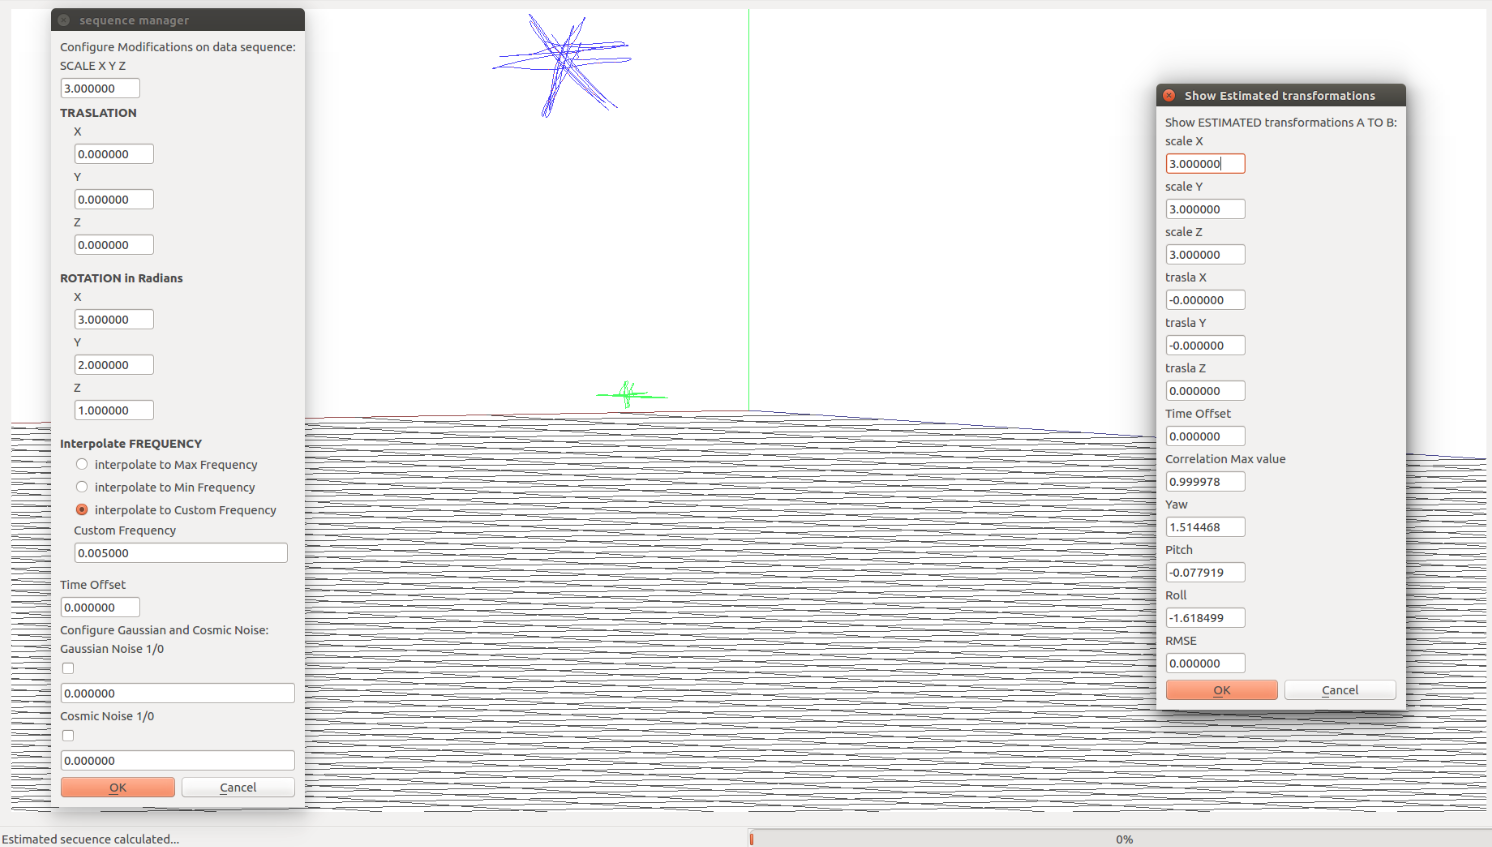 sequence manager
Configure Modifications on data sequence:
SCALE X Y Z
3.000000
TRASLATION
X
0.000000
Y
0.000000
Z
0.000000
ROTATION in Radians
X
3.000000
Y
2.000000
Z
1.000000
Interpolate FREQUENCY
interpolate to Max Frequency
interpolate to Min Frequency
interpolate to Custom Frequency
Custom Frequency
0.005000
Time Offset
0.000000
Configure Gaussian and Cosmic Noise:
Gaussian Noise 1/0
0.000000
Cosmic Noise 1/0
0.000000
OK Cancel
Show Estimated transformations
Show ESTIMATED transformations A TO B:
scale X
3.000000
scale Y
3.000000
scale Z
3.000000
trasla X
-0.000000
trasla Y
-0.000000
trasla Z
0.000000
Time Offset
0.000000
Correlation Max value
0.999978
Yaw
1.514468
Pitch
-0.077919
Roll
-1.618499
RMSE
0.000000
OK Cancel
Estimated secuence calculated...
0%